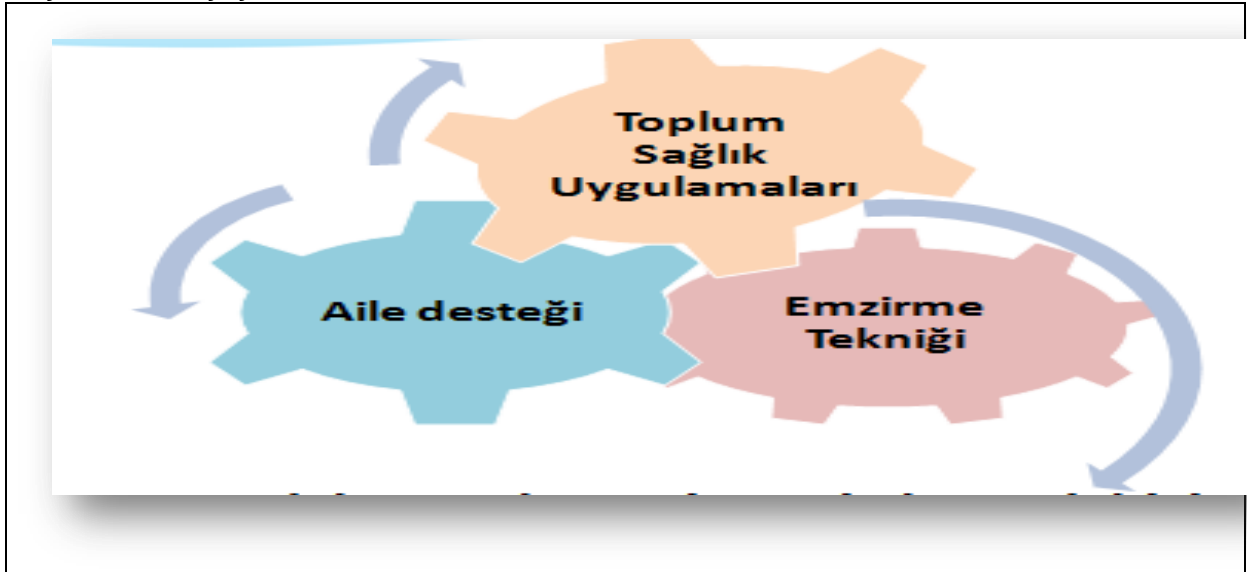 Toplum
Sağlık
Uygulamaları
Aile desteği
Emzirme
Tekniği